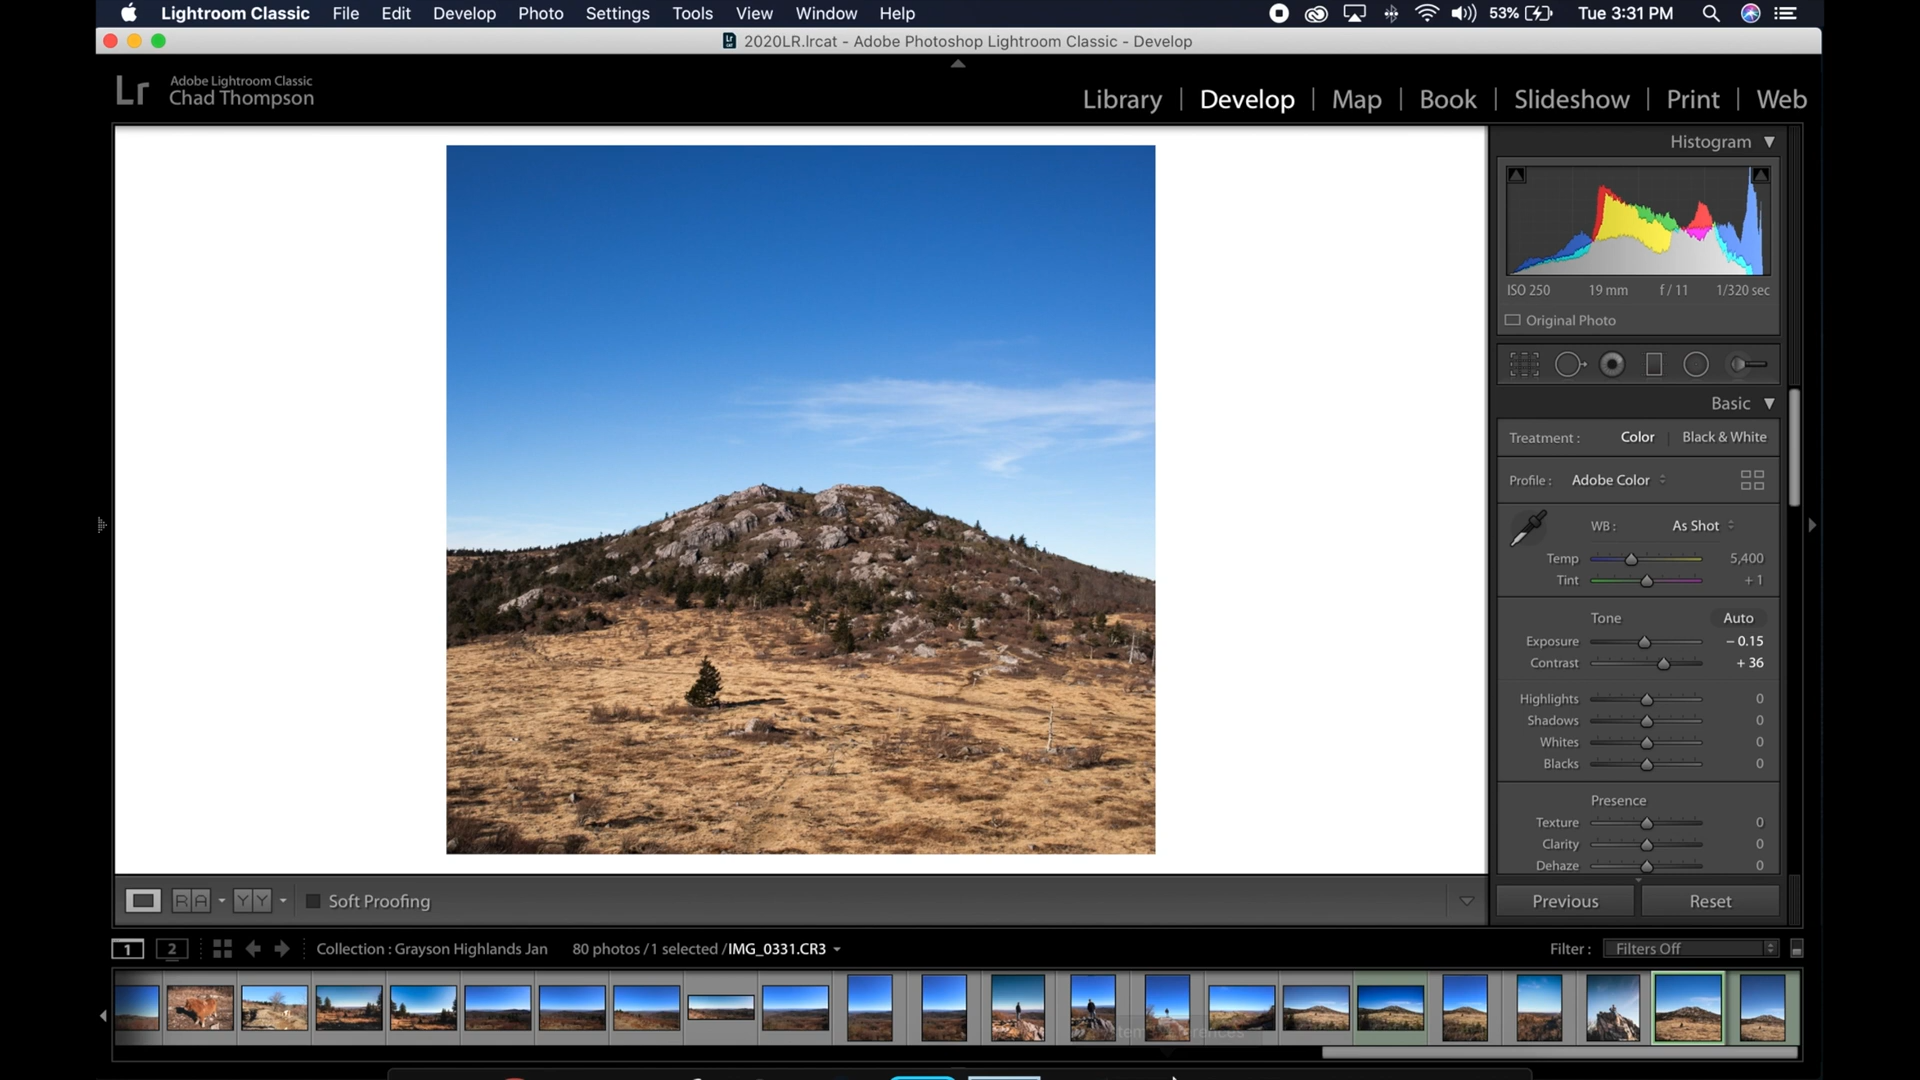 Lightroom Classic File Edit Develop Photo Settings Tools View Window Help 53% Tue 3:31 PM
2020LR.lrcat - Adobe Photoshop Lightroom Classic - Develop
Lr Adobe Lightroom Classic
Chad Thompson
Library | Develop | Map | Book | Slideshow | Print | Web
Histogram
ISO 250 19 mm f / 11 1/320 sec
Original Photo
Basic
Treatment : Color | Black & White
Profile : Adobe Color
WB : As Shot
Temp 5,400
Tint + 1
Tone Auto
Exposure - 0.15
Contrast + 36
Highlights 0
Shadows 0
Whites 0
Blacks 0
Presence
Texture 0
Clarity 0
Dehaze 0
R A Y Y Soft Proofing Previous Reset
1 2 Collection : Grayson Highlands Jan 80 photos / 1 selected / IMG_0331.CR3 Filter : Filters Off